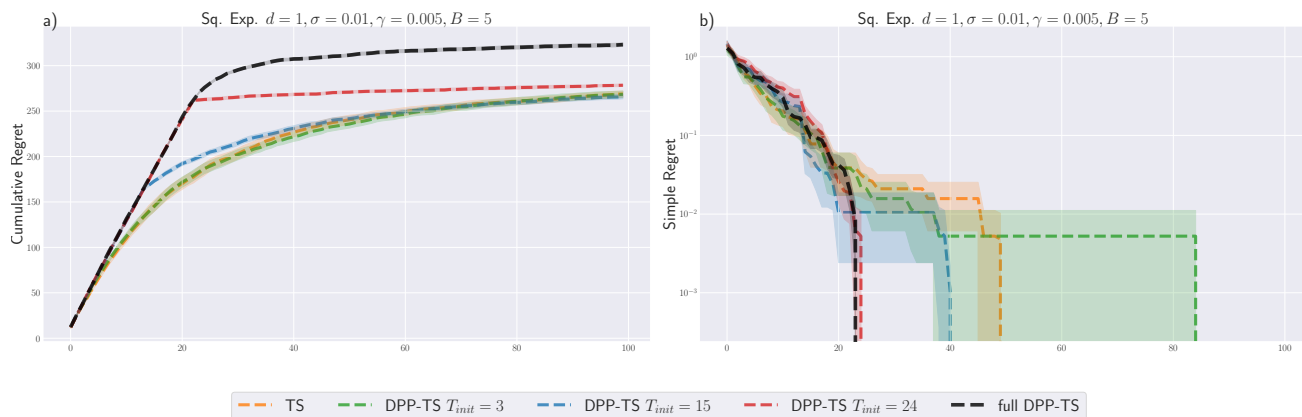 a)
Sq. Exp. d = 1, σ = 0.01, γ = 0.005, B = 5
Cumulative Regret
300
250
200
150
100
50
0
0 20 40 60 80 100
b)
Sq. Exp. d = 1, σ = 0.01, γ = 0.005, B = 5
Simple Regret
10⁰
10⁻¹
10⁻²
10⁻³
0 20 40 60 80 100
TS DPP-TS T_init = 3 DPP-TS T_init = 15 DPP-TS T_init = 24 full DPP-TS